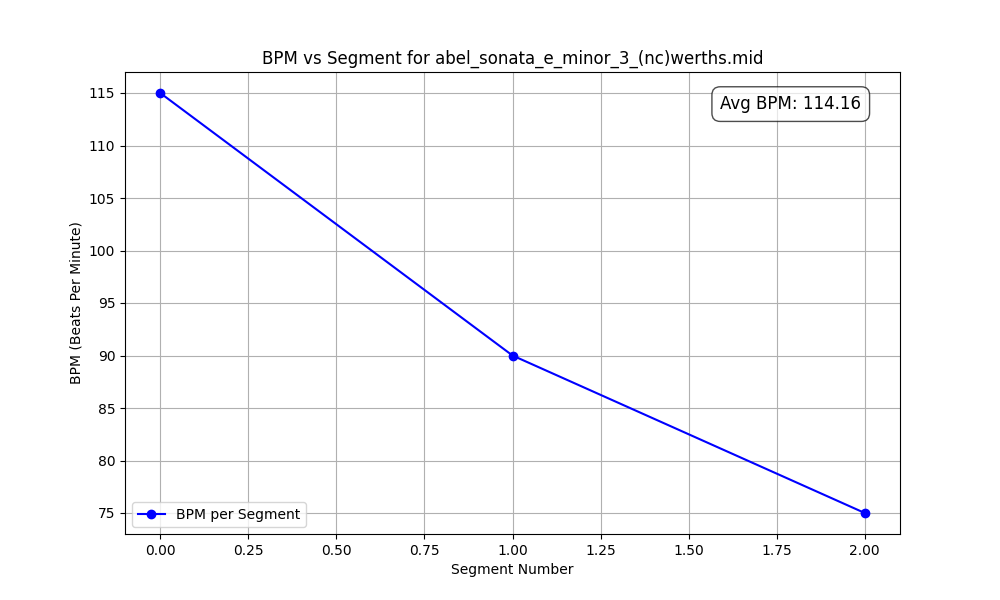 BPM vs Segment for abel_sonata_e_minor_3_(nc)werths.mid
Avg BPM: 114.16
BPM (Beats Per Minute)
115
110
105
100
95
90
85
80
75
BPM per Segment
0.00 0.25 0.50 0.75 1.00 1.25 1.50 1.75 2.00
Segment Number